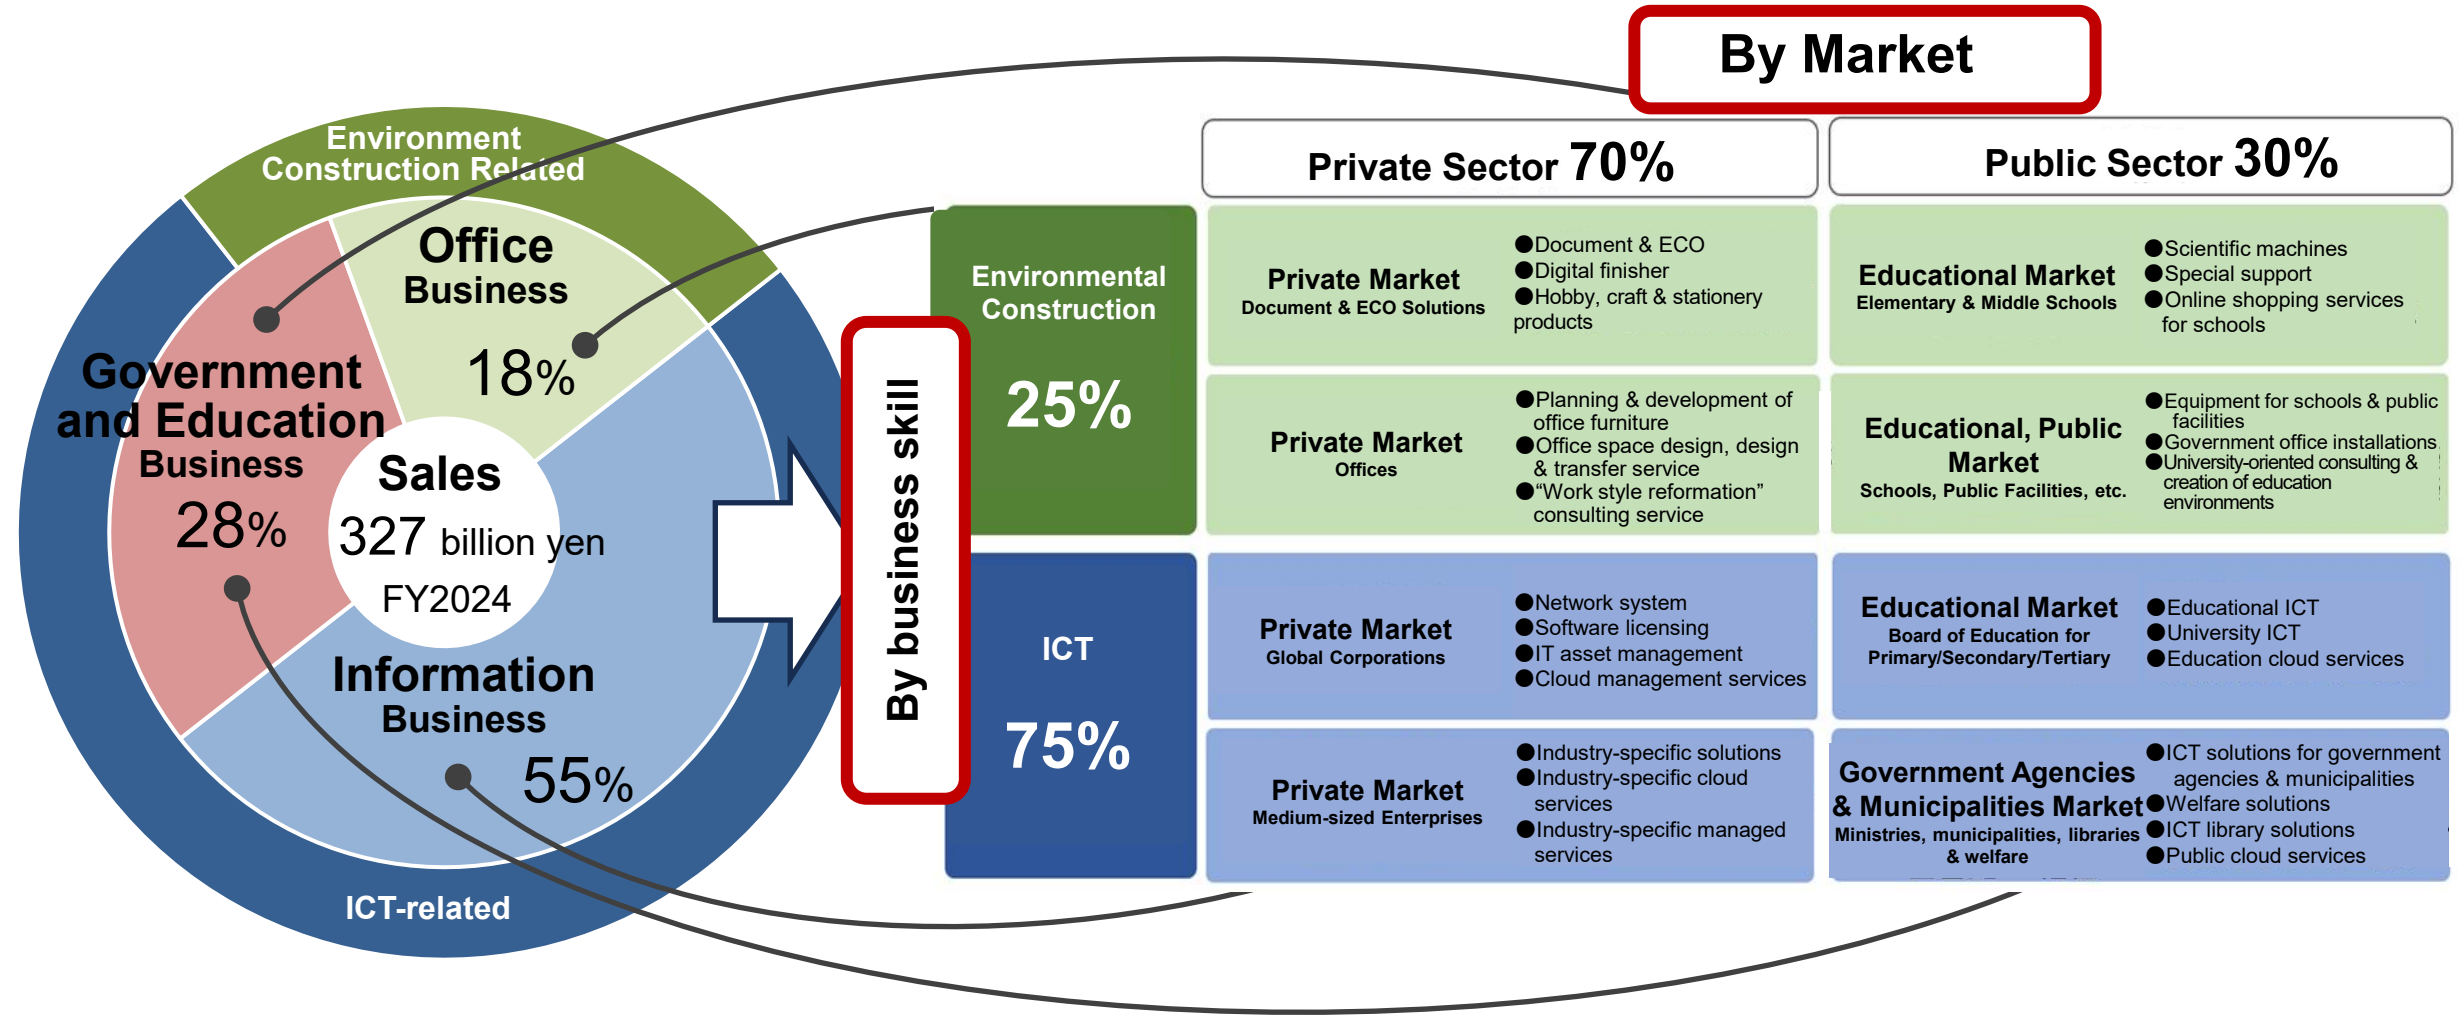 By Market
Environment
Construction Related
Office
Business
18%
Government
and Education
Business
28%
Sales
327 billion yen
FY2024
Information
Business
55%
ICT-related
By business skill
Private Sector 70%
Public Sector 30%
Environmental
Construction
25%
Private Market
Document & ECO Solutions
●Document & ECO
●Digital finisher
●Hobby, craft & stationery
products
Educational Market
Elementary & Middle Schools
●Scientific machines
●Special support
●Online shopping services
for schools
Private Market
Offices
●Planning & development of
office furniture
●Office space design, design
& transfer service
●“Work style reformation”
consulting service
Educational, Public
Market
Schools, Public Facilities, etc.
●Equipment for schools & public
facilities
●Government office installations
●University-oriented consulting &
creation of education
environments
ICT
75%
Private Market
Global Corporations
●Network system
●Software licensing
●IT asset management
●Cloud management services
Educational Market
Board of Education for
Primary/Secondary/Tertiary
●Educational ICT
●University ICT
●Education cloud services
Private Market
Medium-sized Enterprises
●Industry-specific solutions
●Industry-specific cloud
services
●Industry-specific managed
services
Government Agencies
& Municipalities Market
Ministries, municipalities, libraries
& welfare
●ICT solutions for government
agencies & municipalities
●Welfare solutions
●ICT library solutions
●Public cloud services